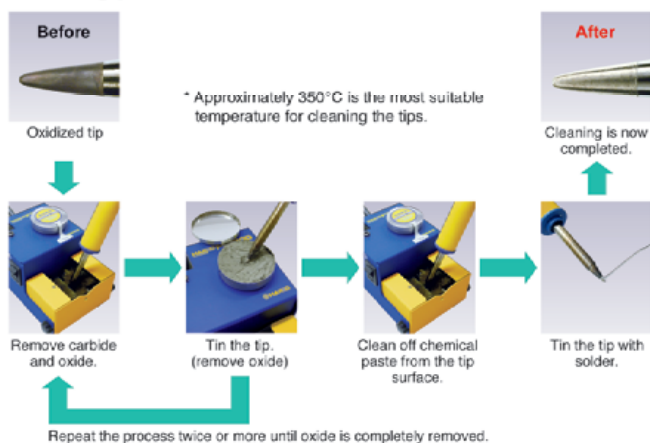 Before
After
* Approximately 350°C is the most suitable
temperature for cleaning the tips.
Oxidized tip
Cleaning is now
completed.
Remove carbide
and oxide.
Tin the tip.
(remove oxide)
Clean off chemical
paste from the tip
surface.
Tin the tip with
solder.
Repeat the process twice or more until oxide is completely removed.